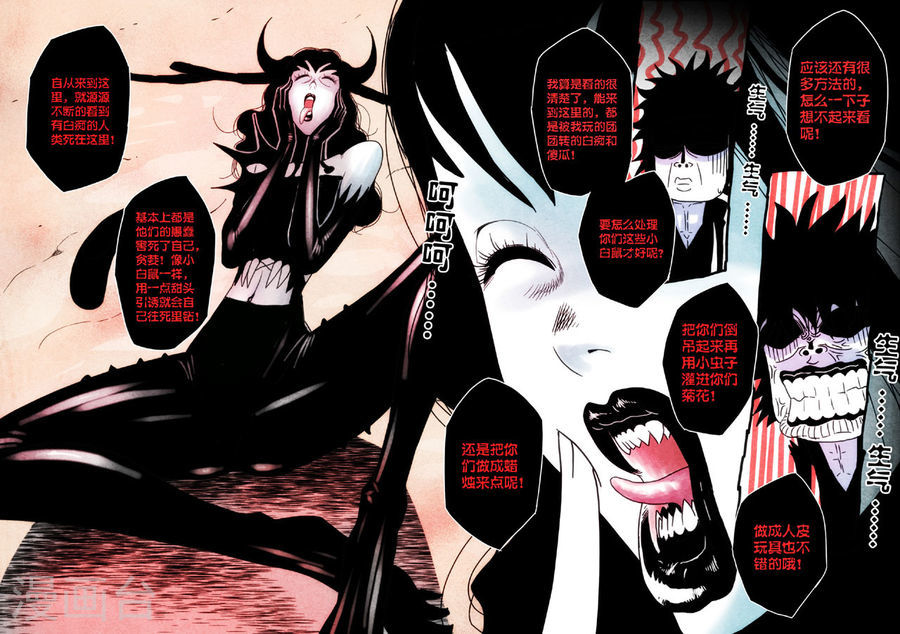 自从来到这
里，就源源
不断的看到
有白痴的人
类死在这里！
基本上都是
他们的愚蠢
害死了自己，
贪婪！像小
白鼠一样，
用一点甜头
引诱就会自
己往死里钻！
呵呵呵呵……
我算是看的很
清楚了，能来
到这里的，都
是被我玩的团
团转的白痴和
傻瓜！
要怎么处理
你们这些小
白鼠才好呢？
把你们倒
吊起来再
用小虫子
灌进你们
菊花！
还是把你
们做成蜡
烛来点呢！
做成人皮
玩具也不
错的哦！
应该还有很
多方法的，
怎么一下子
想不起来看
呢！
生气……生气……
生气……生气……
漫画台